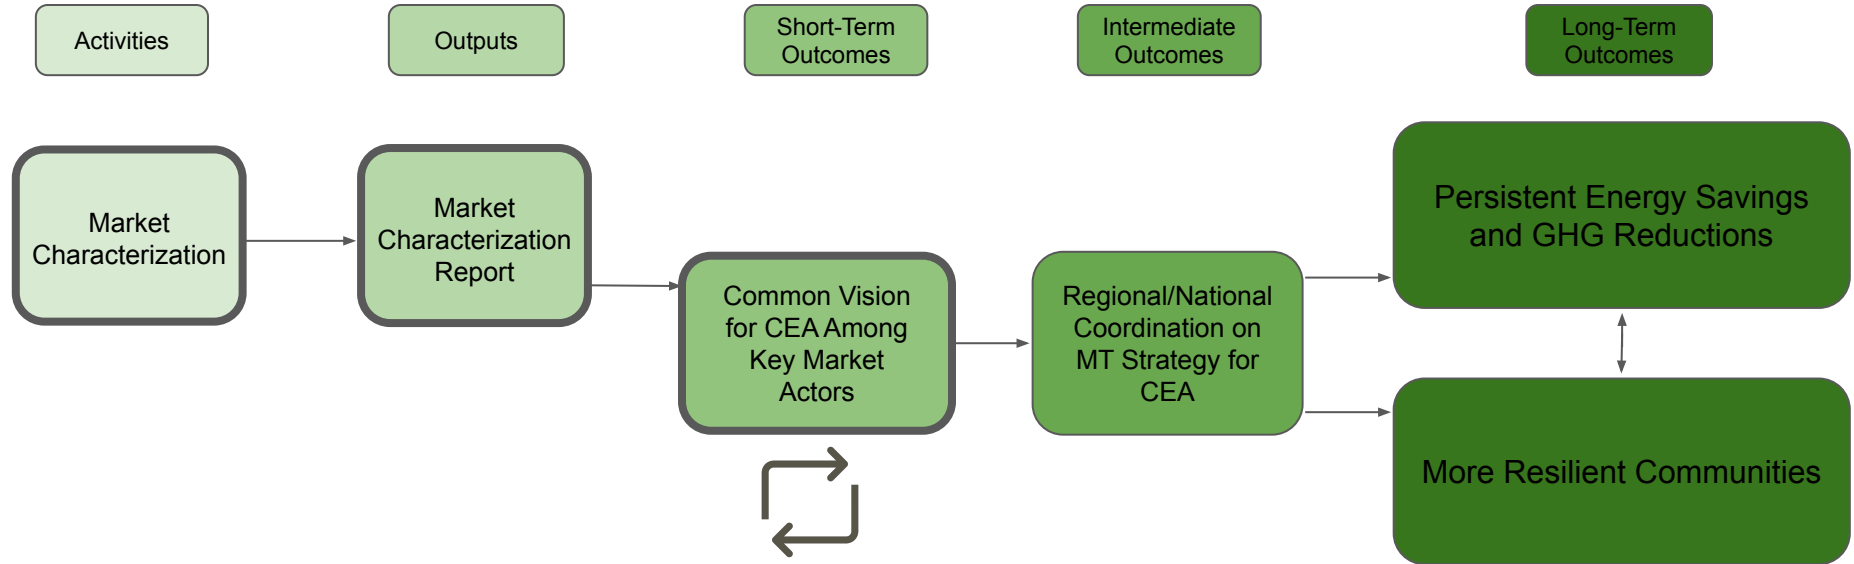 Activities
Outputs
Short-Term
Outcomes
Intermediate
Outcomes
Long-Term
Outcomes
Market
Characterization
Market
Characterization
Report
Common Vision
for CEA Among
Key Market
Actors
Regional/National
Coordination on
MT Strategy for
CEA
Persistent Energy Savings
and GHG Reductions
More Resilient Communities